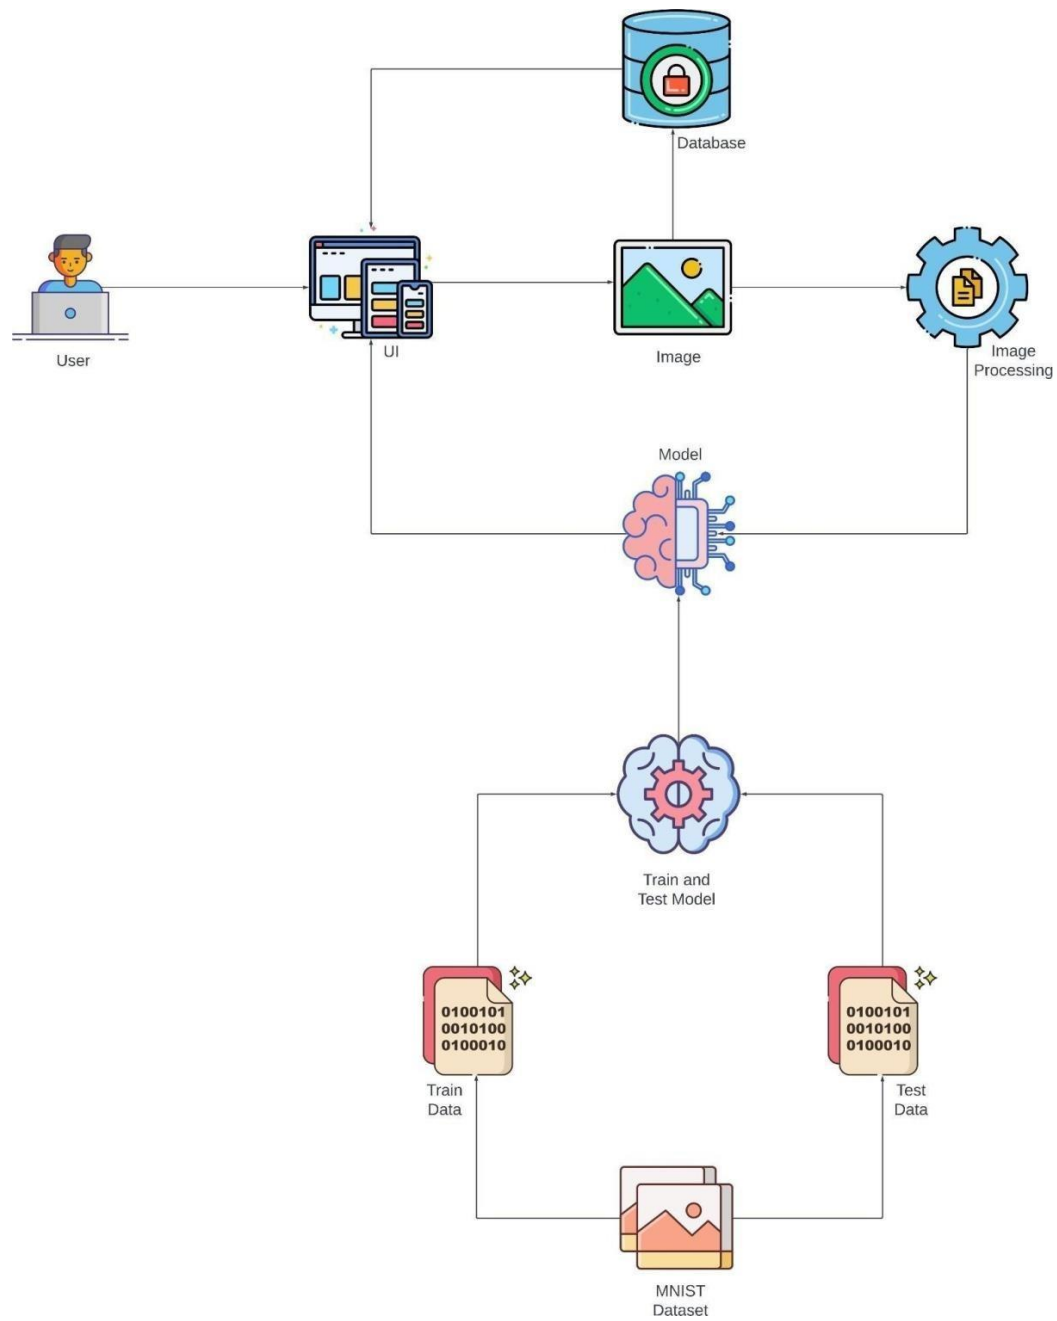 Database
User
UI
Image
Image
Processing
Model
Train and
Test Model
0100101
0010100
0100010
0100101
0010100
0100010
Train
Data
Test
Data
MNIST
Dataset